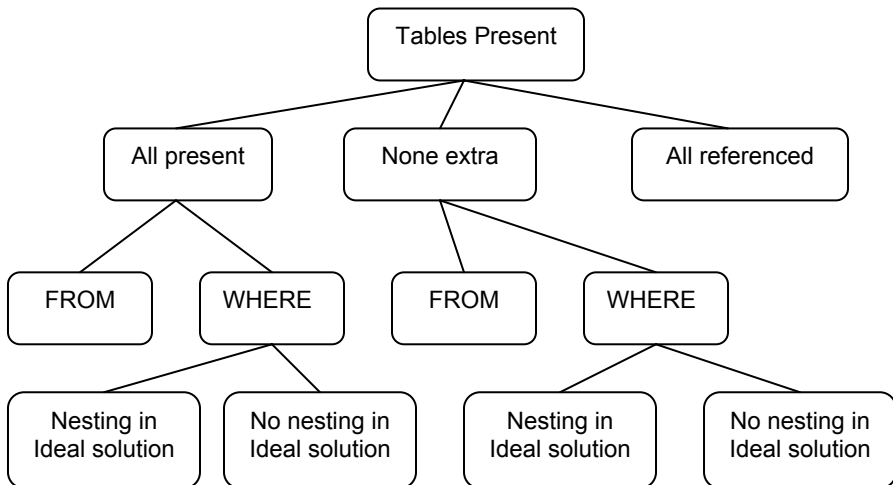 Tables Present
All present
None extra
All referenced
FROM
WHERE
FROM
WHERE
Nesting in
Ideal solution
No nesting in
Ideal solution
Nesting in
Ideal solution
No nesting in
Ideal solution